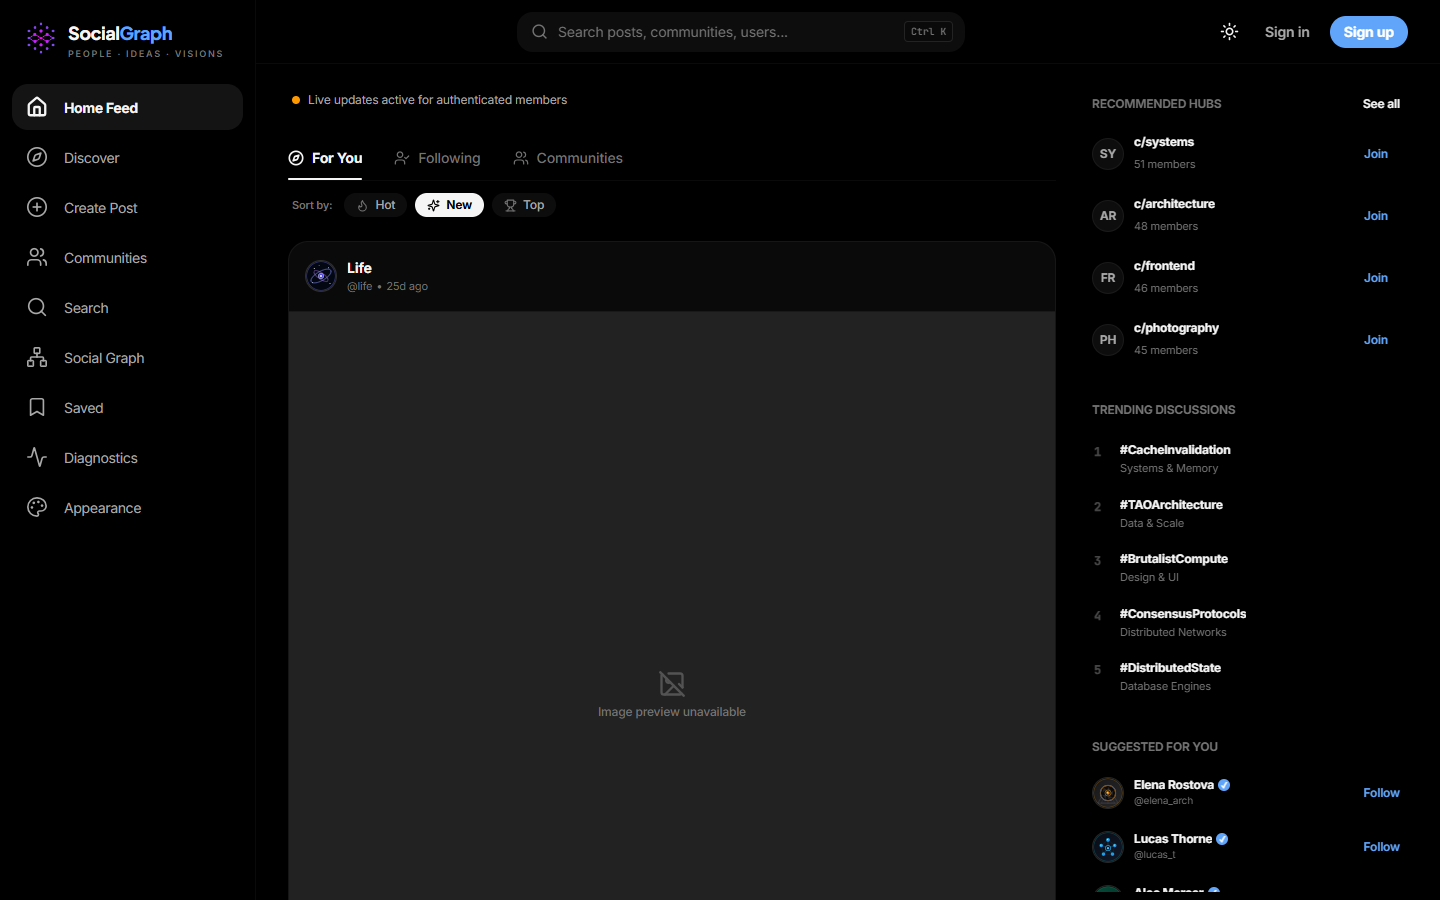 SocialGraph
PEOPLE · IDEAS · VISIONS
Search posts, communities, users...
Ctrl K
Sign in
Sign up
Home Feed
Discover
Create Post
Communities
Search
Social Graph
Saved
Diagnostics
Appearance
Live updates active for authenticated members
For You
Following
Communities
Sort by:
Hot
New
Top
Life
@life • 25d ago
Image preview unavailable
RECOMMENDED HUBS
See all
SY
c/systems
51 members
Join
AR
c/architecture
48 members
Join
FR
c/frontend
46 members
Join
PH
c/photography
45 members
Join
TRENDING DISCUSSIONS
1
#CacheInvalidation
Systems & Memory
2
#TAOArchitecture
Data & Scale
3
#BrutalistCompute
Design & UI
4
#ConsensusProtocols
Distributed Networks
5
#DistributedState
Database Engines
SUGGESTED FOR YOU
Elena Rostova
@elena_arch
Follow
Lucas Thorne
@lucas_t
Follow